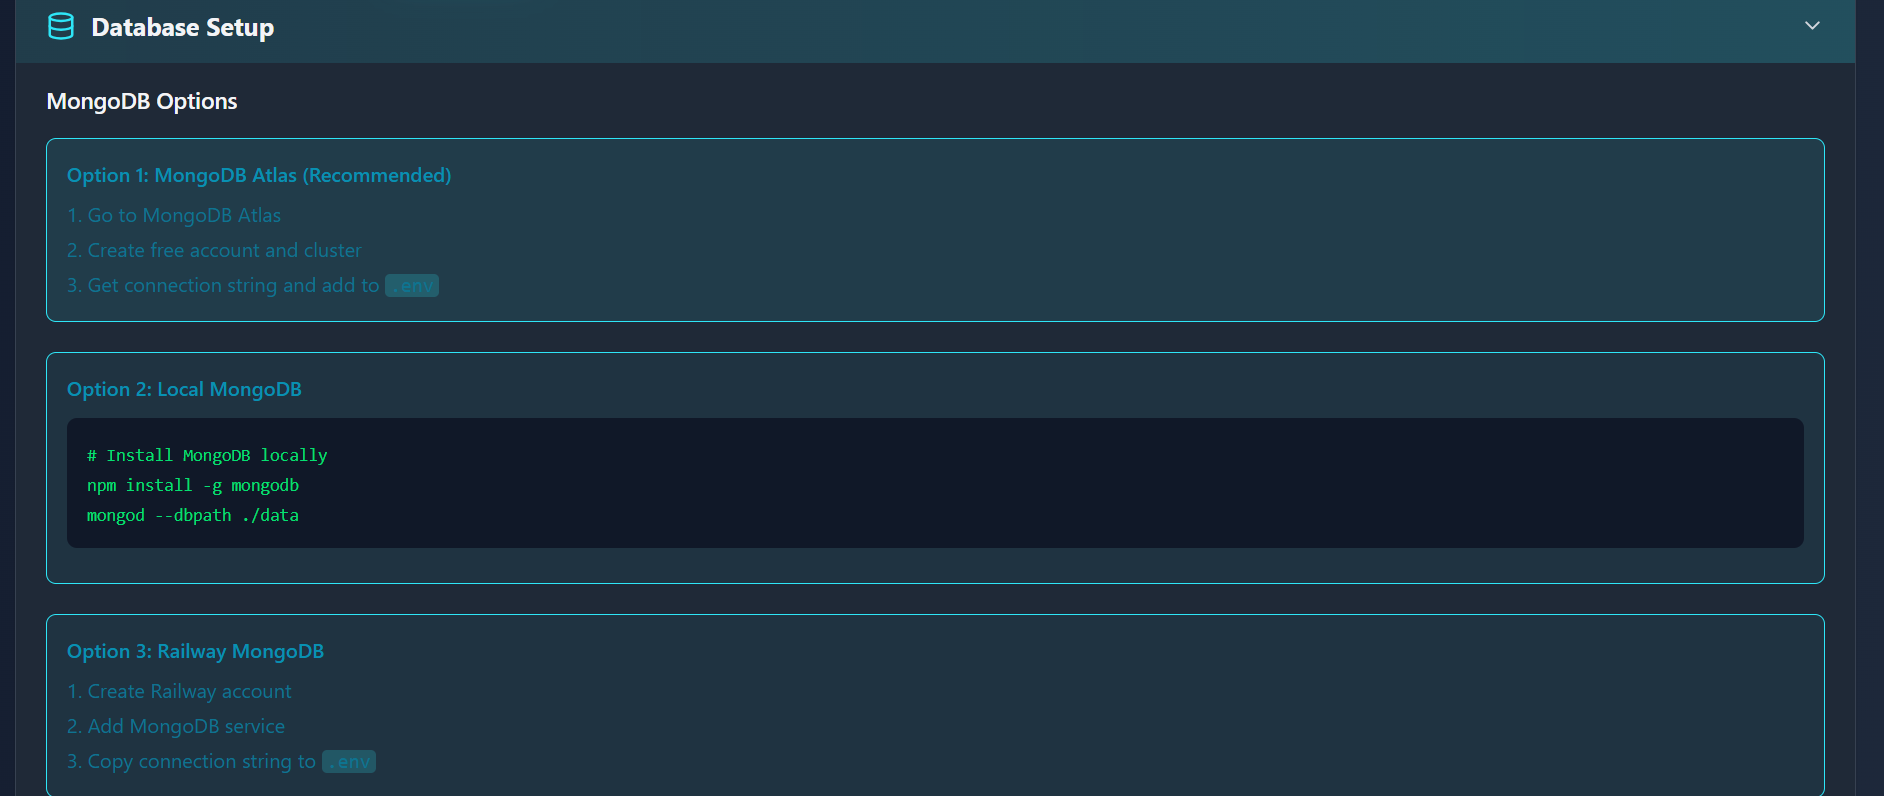 Database Setup
MongoDB Options
Option 1: MongoDB Atlas (Recommended)
1. Go to MongoDB Atlas
2. Create free account and cluster
3. Get connection string and add to .env
Option 2: Local MongoDB
# Install MongoDB locally
npm install -g mongodb
mongod --dbpath ./data
Option 3: Railway MongoDB
1. Create Railway account
2. Add MongoDB service
3. Copy connection string to .env